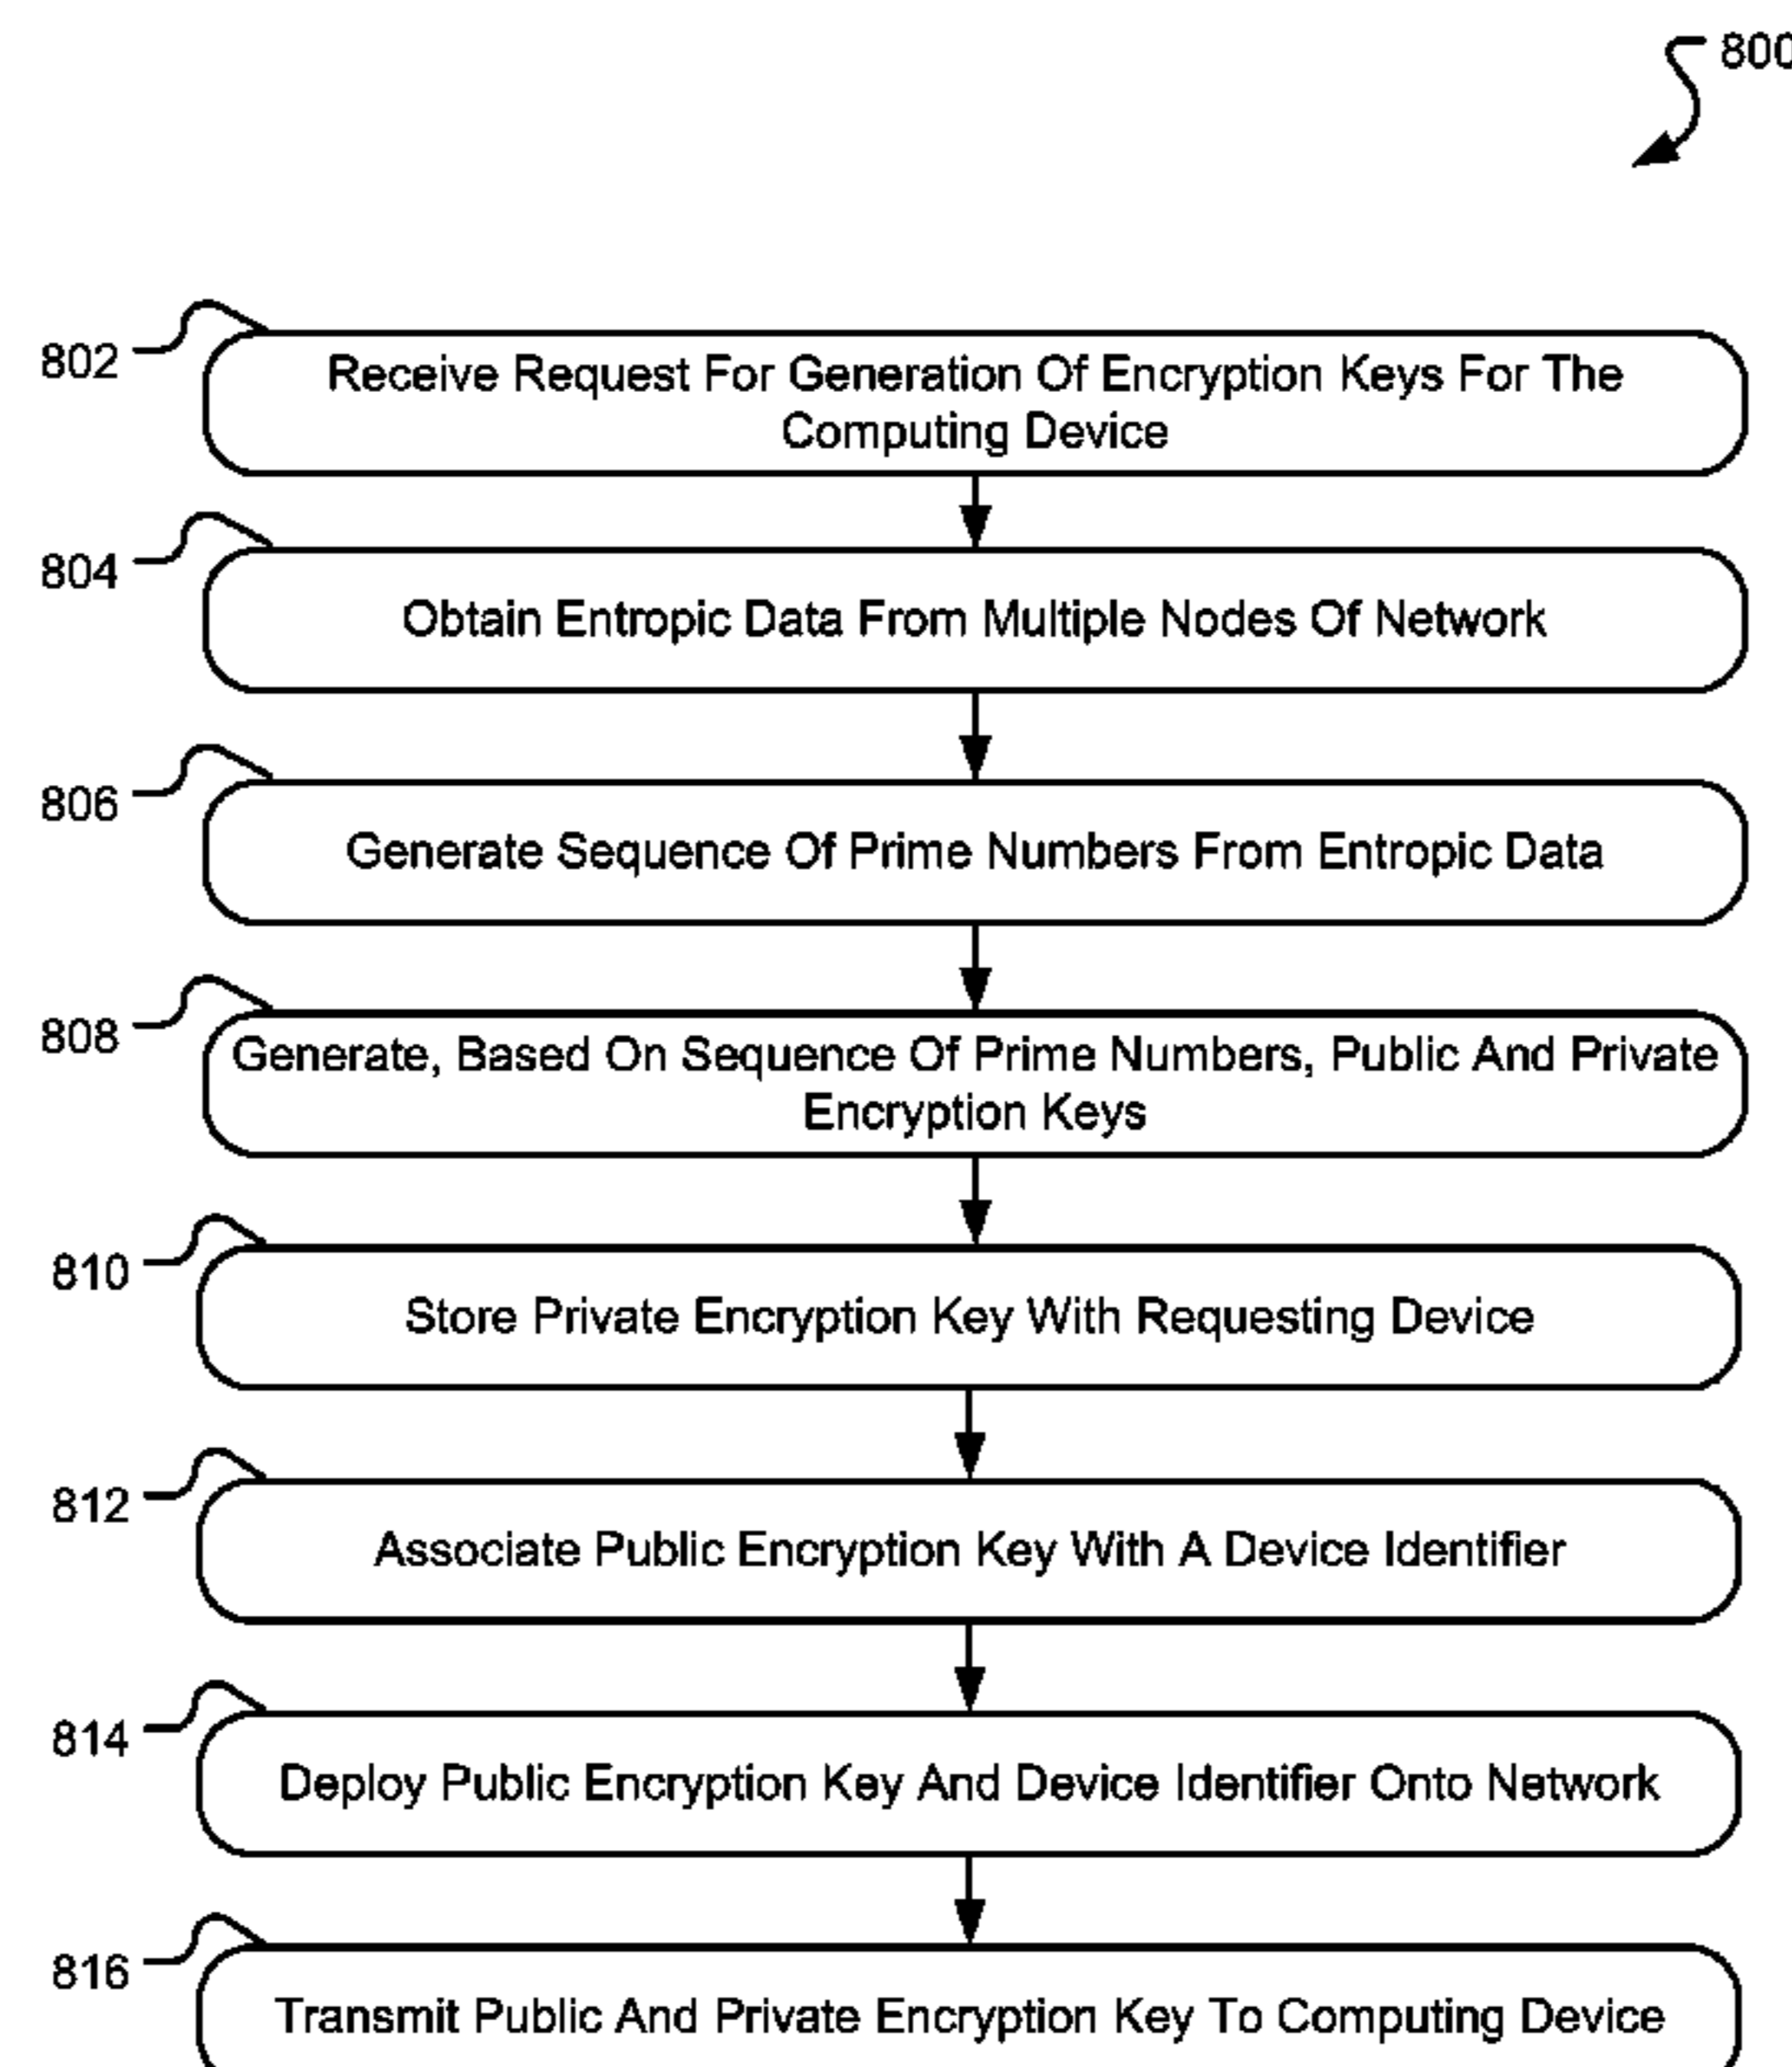 800
802
Receive Request For Generation Of Encryption Keys For The
Computing Device
804
Obtain Entropic Data From Multiple Nodes Of Network
806
Generate Sequence Of Prime Numbers From Entropic Data
808
Generate, Based On Sequence Of Prime Numbers, Public And Private
Encryption Keys
810
Store Private Encryption Key With Requesting Device
812
Associate Public Encryption Key With A Device Identifier
814
Deploy Public Encryption Key And Device Identifier Onto Network
816
Transmit Public And Private Encryption Key To Computing Device